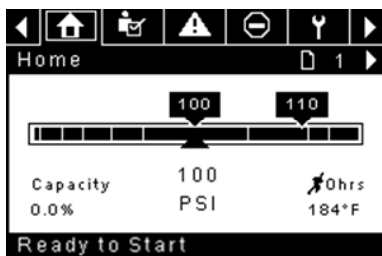 Home 1
100 110
Capacity 100 0hrs
0.0% PSI 184°F
Ready to Start